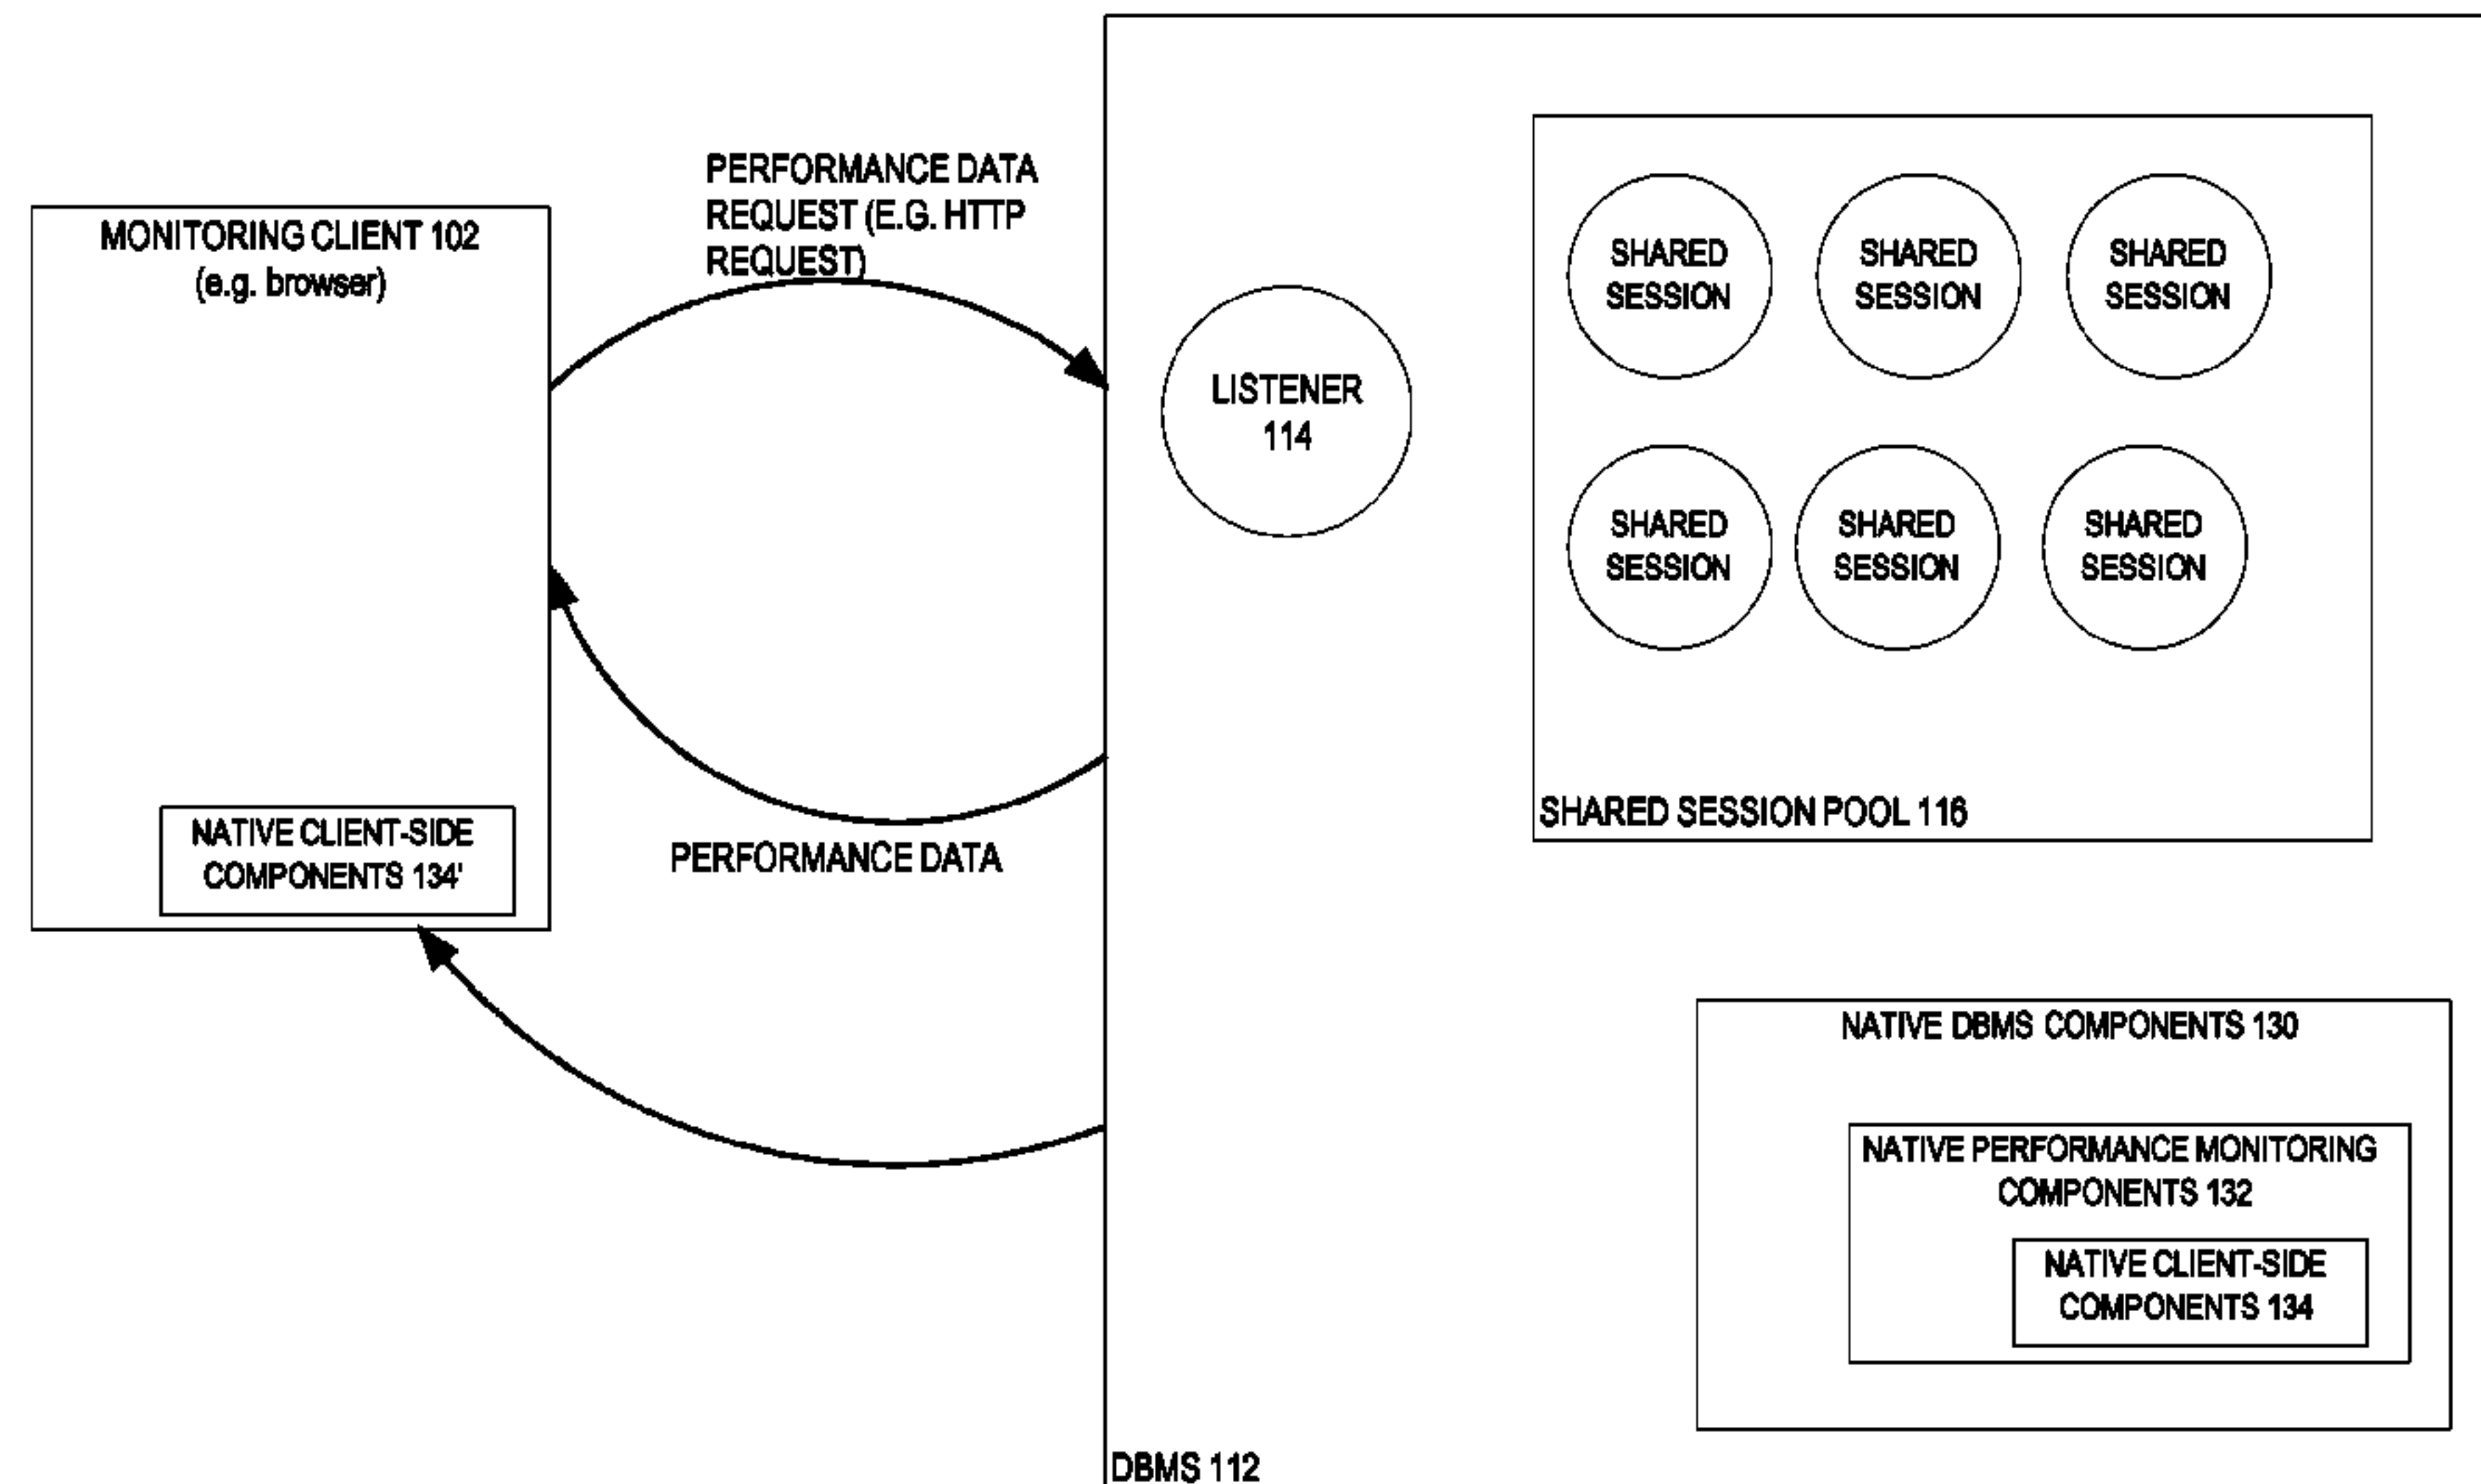 MONITORING CLIENT 102
(e.g. browser)
NATIVE CLIENT-SIDE
COMPONENTS 134'
PERFORMANCE DATA
REQUEST (E.G. HTTP
REQUEST)
PERFORMANCE DATA
LISTENER
114
SHARED
SESSION
SHARED
SESSION
SHARED
SESSION
SHARED
SESSION
SHARED
SESSION
SHARED
SESSION
SHARED SESSION POOL 116
NATIVE DBMS COMPONENTS 130
NATIVE PERFORMANCE MONITORING
COMPONENTS 132
NATIVE CLIENT-SIDE
COMPONENTS 134
DBMS 112